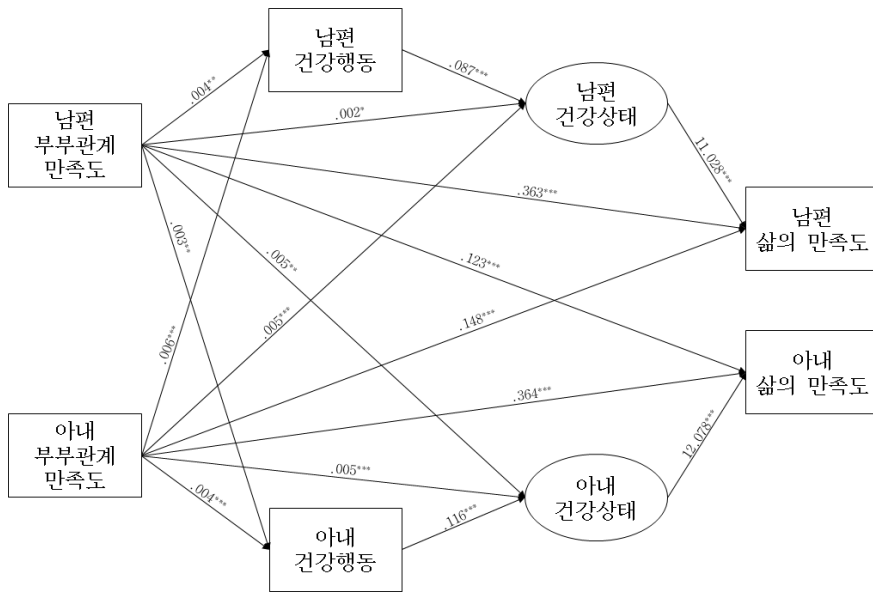 남편
건강행동
남편
건강상태
남편
부부관계
만족도
남편
삶의 만족도
아내
삶의 만족도
아내
부부관계
만족도
아내
건강상태
아내
건강행동
.004**
.087***
.002*
11.028***
.363***
.003**
.005**
.123***
.006***
.005***
.148***
.364***
12.078***
.005***
.004***
.116***